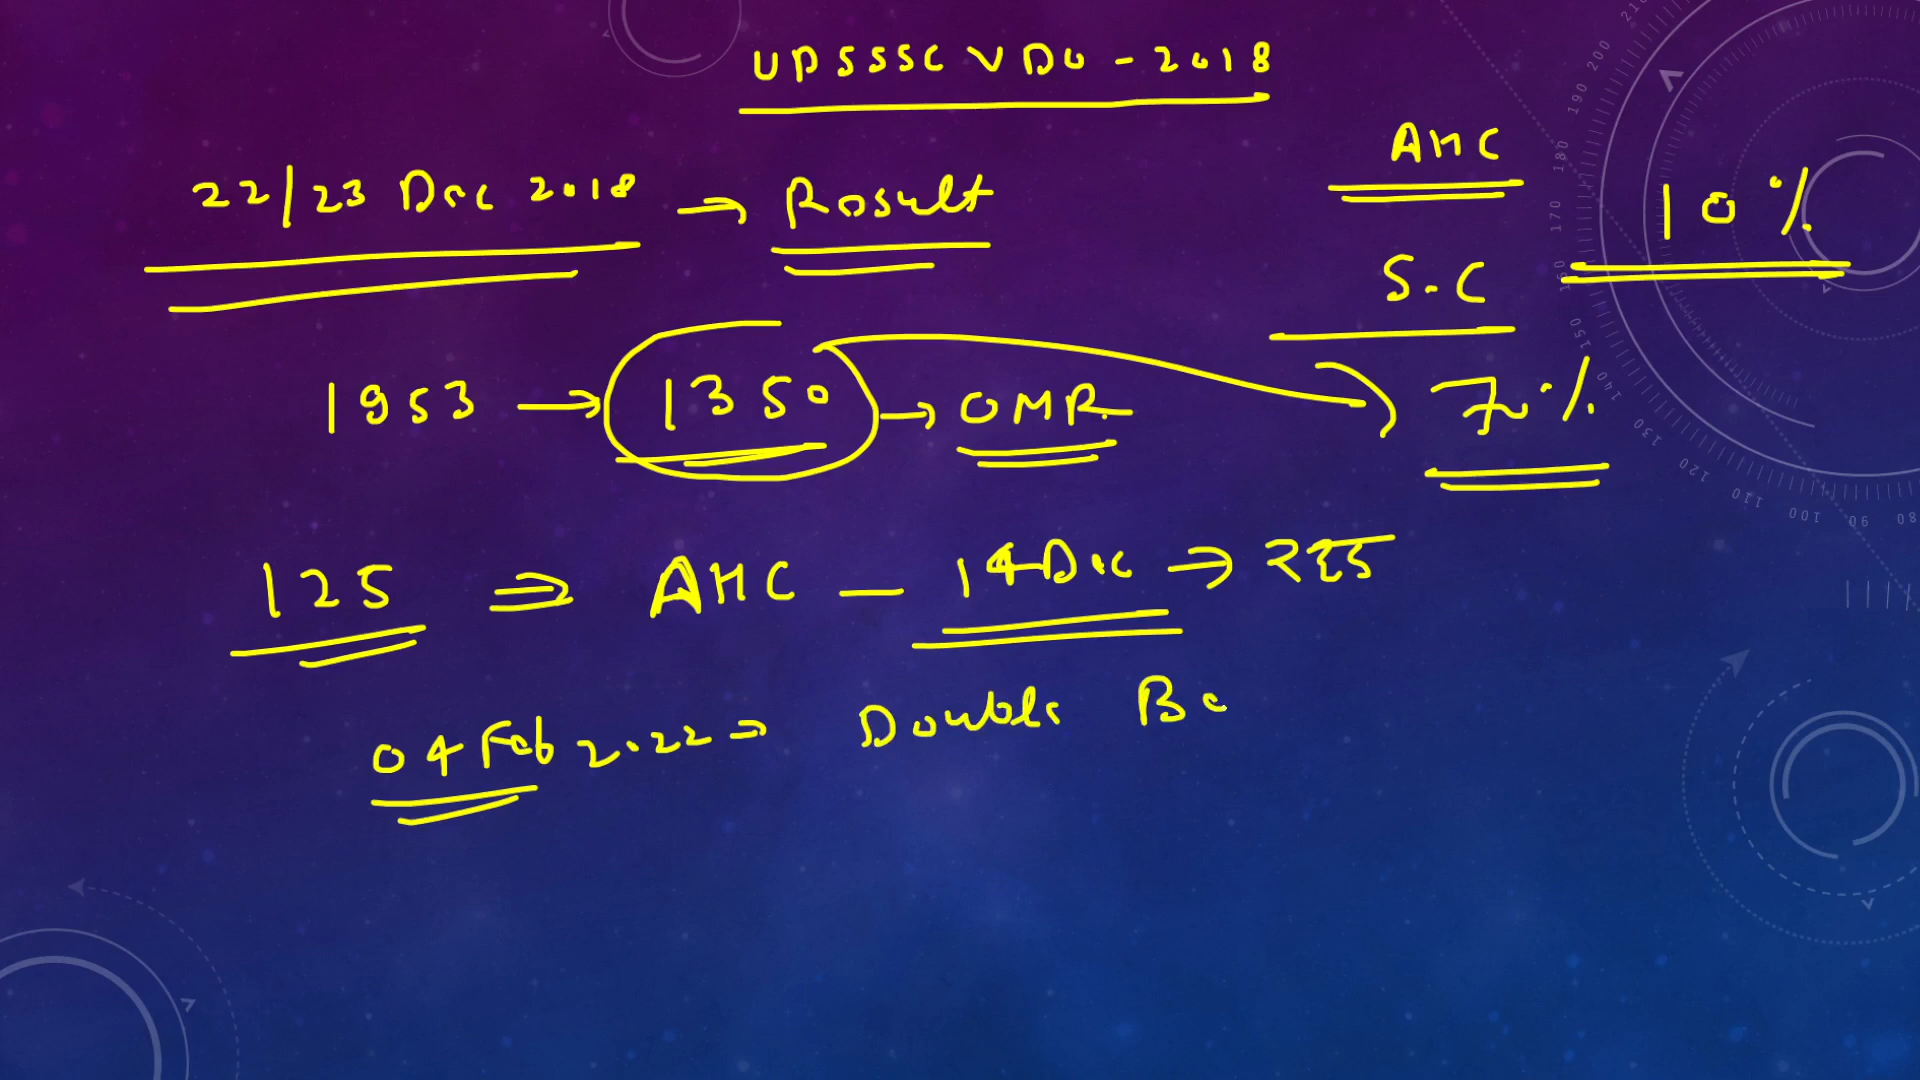 UPSSSC VDO - 2018
AHC
22/23 Dec 2018 → Result
10%
S.C
1953 → 1350 → OMR
70%
125 ⇒ AHC - 14 Dec →
04 Feb 2022 ⇒ Double Be